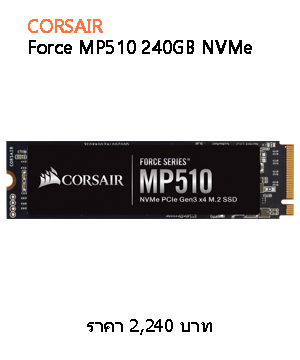 CORSAIR
Force MP510 240GB NVMe
CORSAIR
FORCE SERIES™
MP510
NVMe PCIe Gen3 x4 M.2 SSD
ราคา 2,240 บาท